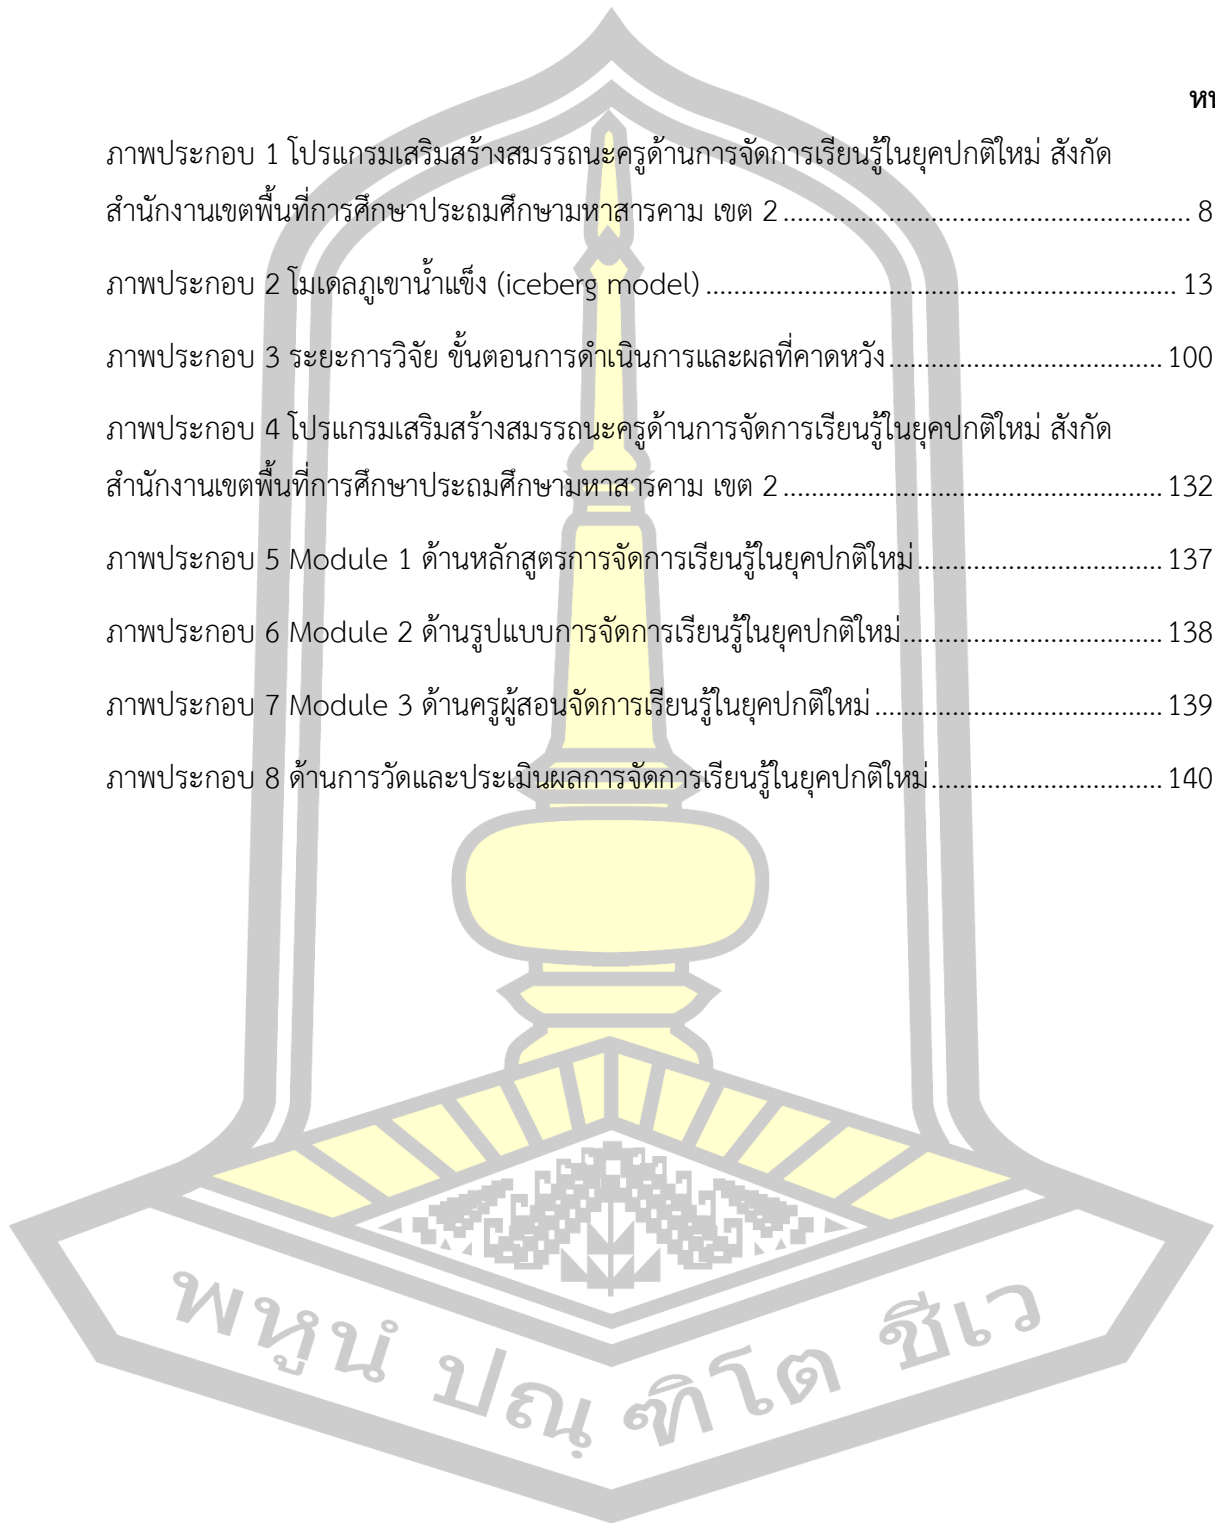 ภาพประกอบ 1 โปรแกรมเสริมสร้างสมรรถนะครูด้านการจัดการเรียนรู้ในยุคปกติใหม่ สังกัด
สำนักงานเขตพื้นที่การศึกษาประถมศึกษามหาสารคาม เขต 2 ................................................... 8
ภาพประกอบ 2 โมเดลภูเขาน้ำแข็ง (iceberg model) ........................................................... 13
ภาพประกอบ 3 ระยะการวิจัย ขั้นตอนการดำเนินการและผลที่คาดหวัง ................................... 100
ภาพประกอบ 4 โปรแกรมเสริมสร้างสมรรถนะครูด้านการจัดการเรียนรู้ในยุคปกติใหม่ สังกัด
สำนักงานเขตพื้นที่การศึกษาประถมศึกษามหาสารคาม เขต 2 ................................................ 132
ภาพประกอบ 5 Module 1 ด้านหลักสูตรการจัดการเรียนรู้ในยุคปกติใหม่ ............................... 137
ภาพประกอบ 6 Module 2 ด้านรูปแบบการจัดการเรียนรู้ในยุคปกติใหม่ ................................. 138
ภาพประกอบ 7 Module 3 ด้านครูผู้สอนจัดการเรียนรู้ในยุคปกติใหม่ .................................... 139
ภาพประกอบ 8 ด้านการวัดและประเมินผลการจัดการเรียนรู้ในยุคปกติใหม่ ............................. 140
พหูนํ ปณฺฑิโต ชีเว